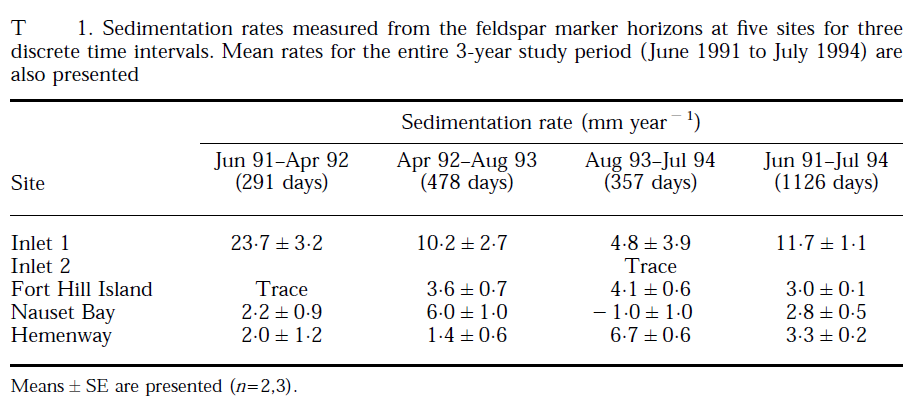 T 1. Sedimentation rates measured from the feldspar marker horizons at five sites for three
discrete time intervals. Mean rates for the entire 3-year study period (June 1991 to July 1994) are
also presented
Sedimentation rate (mm year⁻¹)
Jun 91–Apr 92 Apr 92–Aug 93 Aug 93–Jul 94 Jun 91–Jul 94
Site (291 days) (478 days) (357 days) (1126 days)
Inlet 1 23·7 ± 3·2 10·2 ± 2·7 4·8 ± 3·9 11·7 ± 1·1
Inlet 2 Trace
Fort Hill Island Trace 3·6 ± 0·7 4·1 ± 0·6 3·0 ± 0·1
Nauset Bay 2·2 ± 0·9 6·0 ± 1·0 − 1·0 ± 1·0 2·8 ± 0·5
Hemenway 2·0 ± 1·2 1·4 ± 0·6 6·7 ± 0·6 3·3 ± 0·2
Means ± SE are presented (n=2,3).